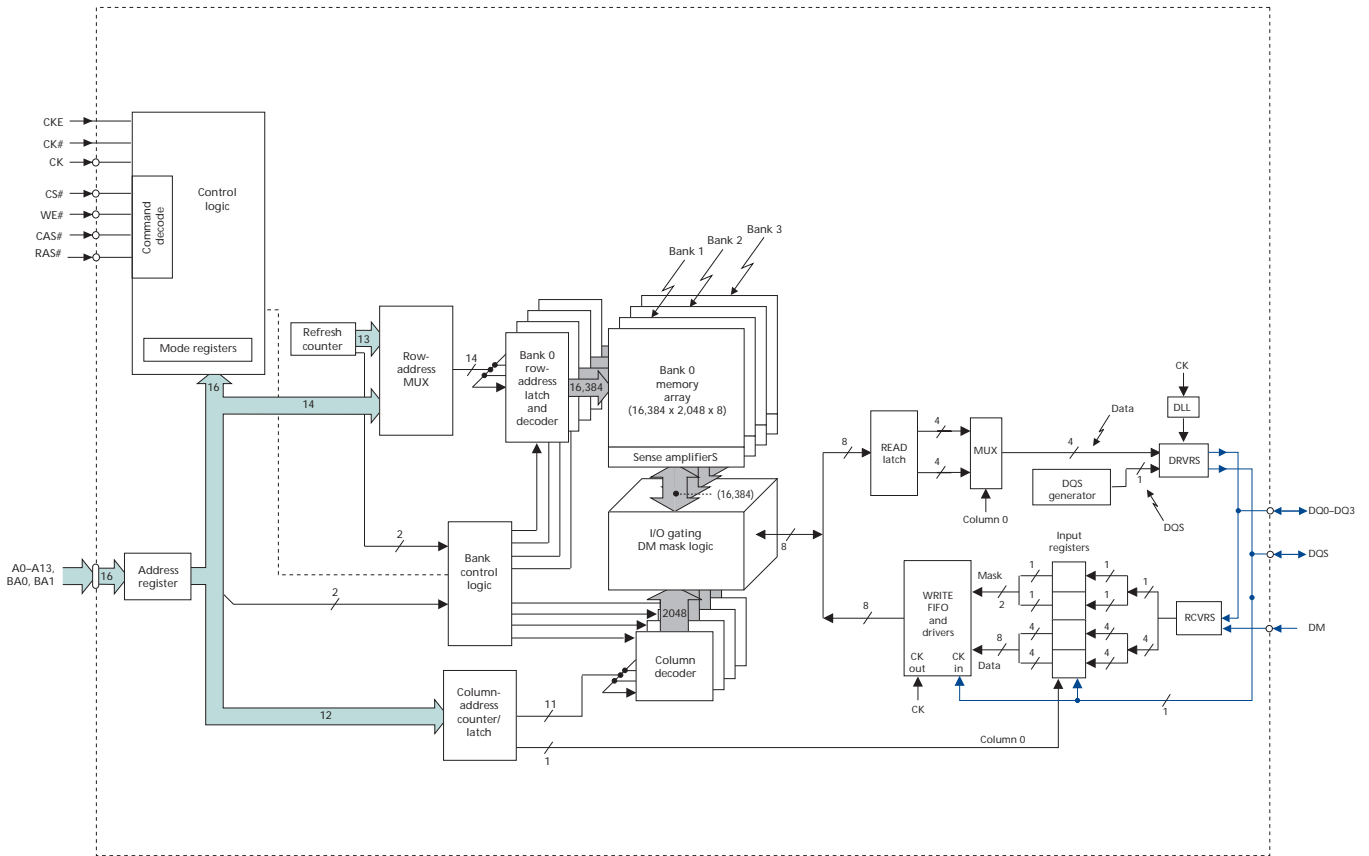 CKE
CK#
CK
CS#
WE#
CAS#
RAS#
Command
decode
Control
logic
Mode registers
Refresh
counter
13
16
14
Row-
address
MUX
14
Bank 0
row-
address
latch
and
decoder
16,384
Bank 1
Bank 2
Bank 3
Bank 0
memory
array
(16,384 x 2,048 x 8)
Sense amplifierS
(16,384)
I/O gating
DM mask logic
8
2048
Column
decoder
A0–A13,
BA0, BA1
16
Address
register
2
2
Bank
control
logic
12
Column-
address
counter/
latch
11
1
Column 0
8
READ
latch
4
4
MUX
Column 0
Data
4
CK
DLL
DRVRS
DQS
generator
1
DQS
DQ0–DQ3
DQS
DM
Input
registers
8
WRITE
FIFO
and
drivers
CK
out
CK
in
CK
Mask
2
8
Data
1
1
4
4
1
1
4
4
1
4
RCVRS
1